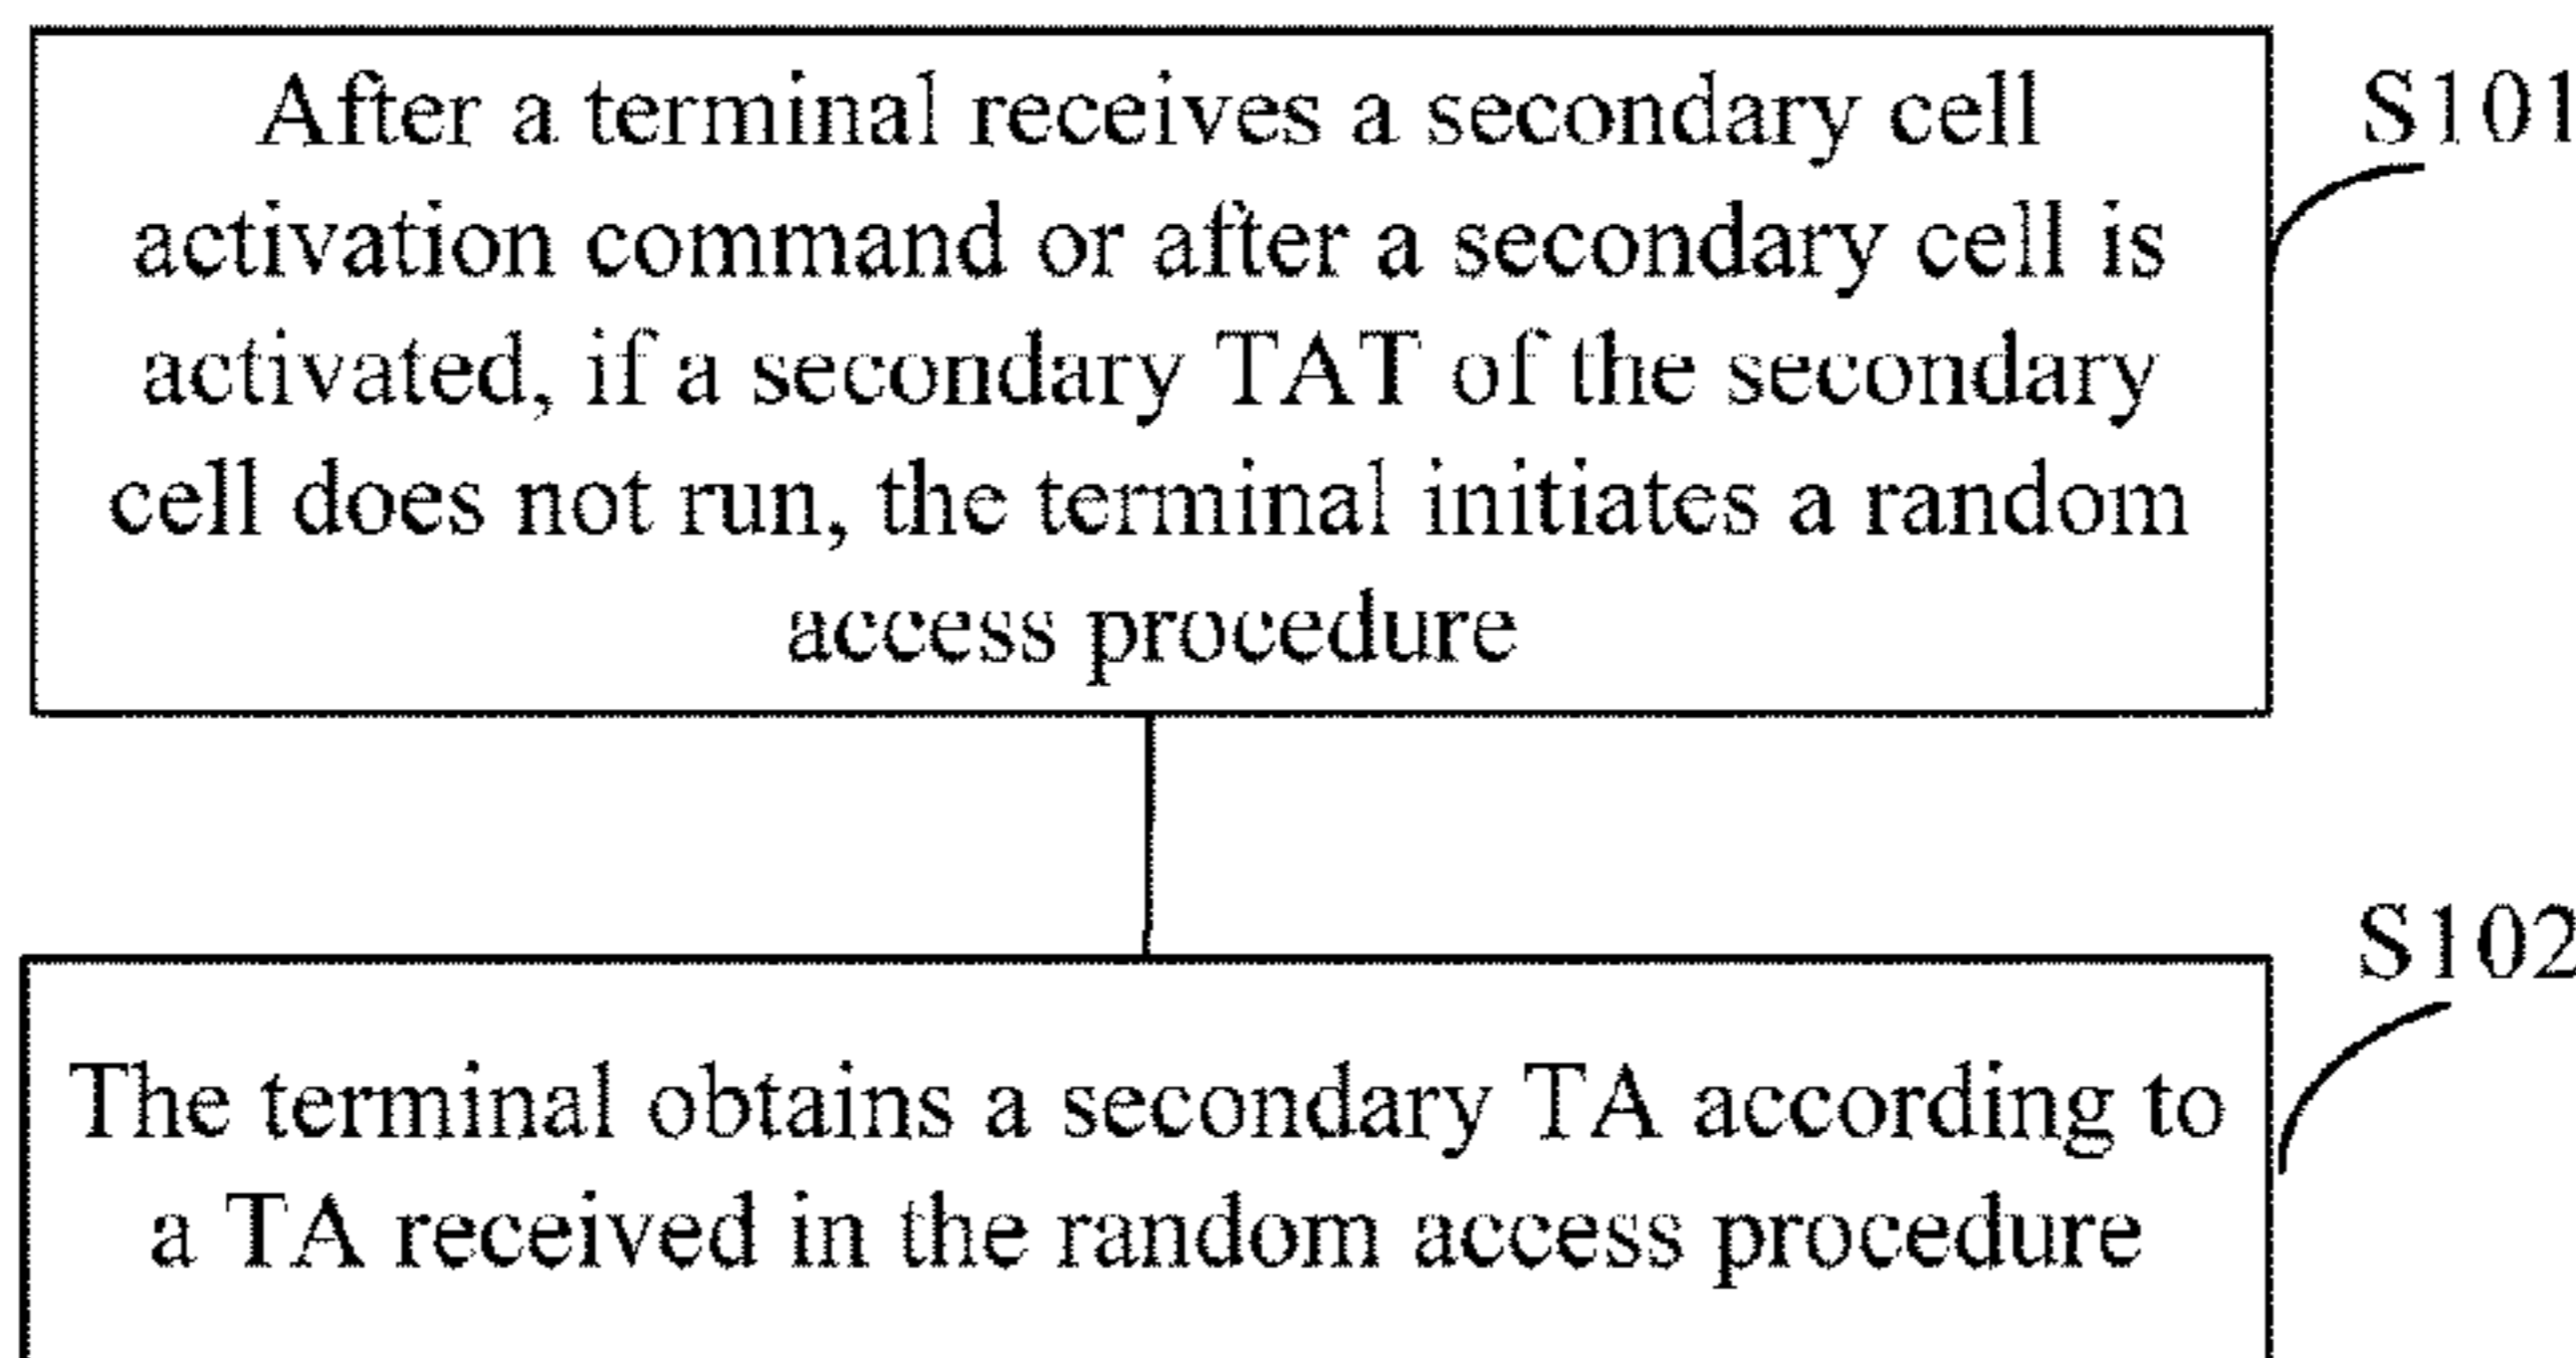 After a terminal receives a secondary cell
S101
activation command or after a secondary cell is
activated, if a secondary TAT of the secondary
cell does not run, the terminal initiates a random
access procedure
S102
The terminal obtains a secondary TA according to
a TA received in the random access procedure